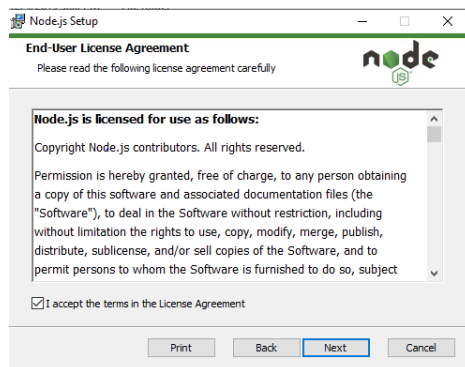 Node.js Setup
End-User License Agreement
Please read the following license agreement carefully
node
JS
Node.js is licensed for use as follows:
Copyright Node.js contributors. All rights reserved.
Permission is hereby granted, free of charge, to any person obtaining
a copy of this software and associated documentation files (the
"Software"), to deal in the Software without restriction, including
without limitation the rights to use, copy, modify, merge, publish,
distribute, sublicense, and/or sell copies of the Software, and to
permit persons to whom the Software is furnished to do so, subject
I accept the terms in the License Agreement
Print Back Next Cancel